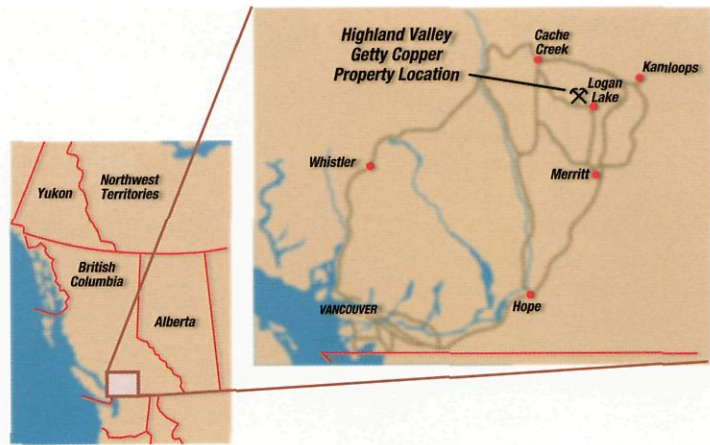 Highland Valley
Getty Copper
Property Location
Cache
Creek
Kamloops
Logan
Lake
Whistler
Merritt
VANCOUVER
Hope
Yukon
Northwest
Territories
British
Columbia
Alberta